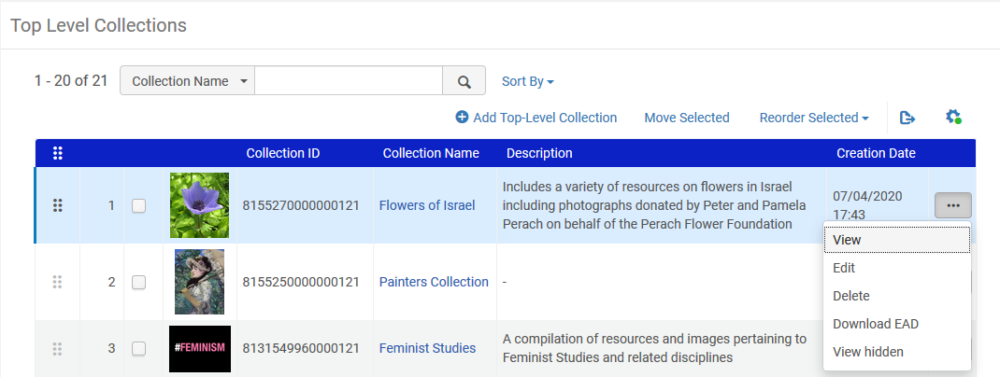 Top Level Collections
1 - 20 of 21 Collection Name Sort By
Add Top-Level Collection Move Selected Reorder Selected
Collection ID Collection Name Description Creation Date
1 8155270000000121 Flowers of Israel Includes a variety of resources on flowers in Israel
including photographs donated by Peter and Pamela
Perach on behalf of the Perach Flower Foundation
07/04/2020
17:43
View
Edit
Delete
Download EAD
View hidden
2 8155250000000121 Painters Collection -
3 #FEMINISM 8131549960000121 Feminist Studies A compilation of resources and images pertaining to
Feminist Studies and related disciplines